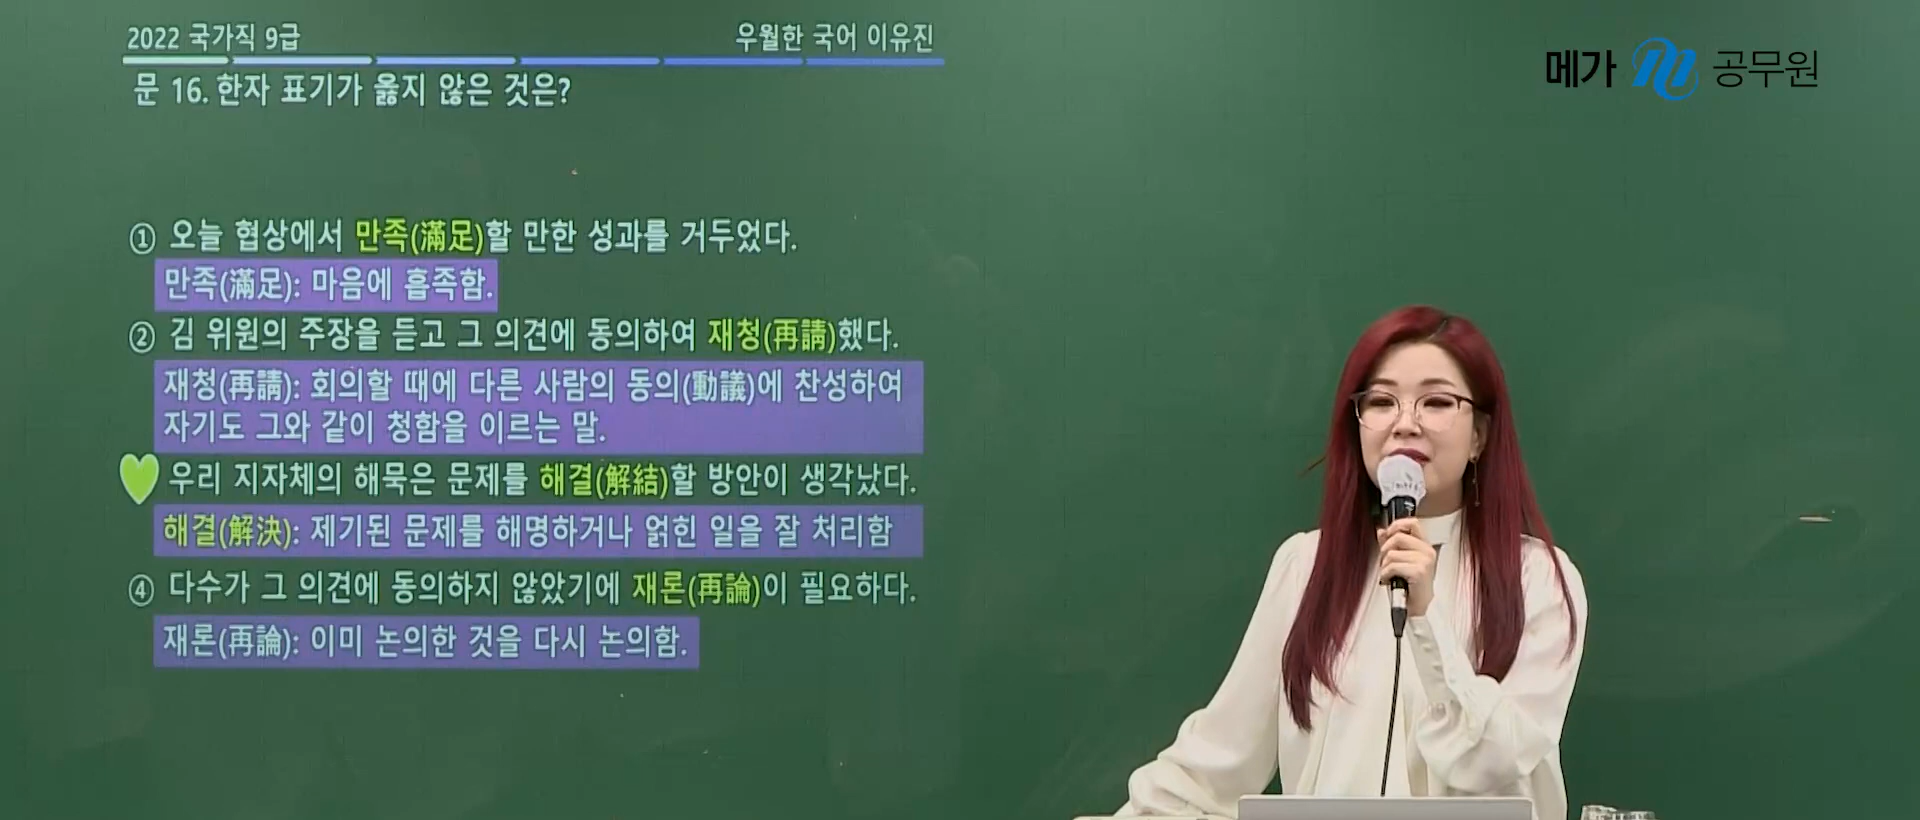 2022 국가직 9급
우월한 국어 이유진
메가 공무원
문 16. 한자 표기가 옳지 않은 것은?
① 오늘 협상에서 만족(滿足)할 만한 성과를 거두었다.
만족(滿足): 마음에 흡족함.
② 김 위원의 주장을 듣고 그 의견에 동의하여 재청(再請)했다.
재청(再請): 회의할 때에 다른 사람의 동의(動議)에 찬성하여
자기도 그와 같이 청함을 이르는 말.
우리 지자체의 해묵은 문제를 해결(解結)할 방안이 생각났다.
해결(解決): 제기된 문제를 해명하거나 얽힌 일을 잘 처리함
④ 다수가 그 의견에 동의하지 않았기에 재론(再論)이 필요하다.
재론(再論): 이미 논의한 것을 다시 논의함.